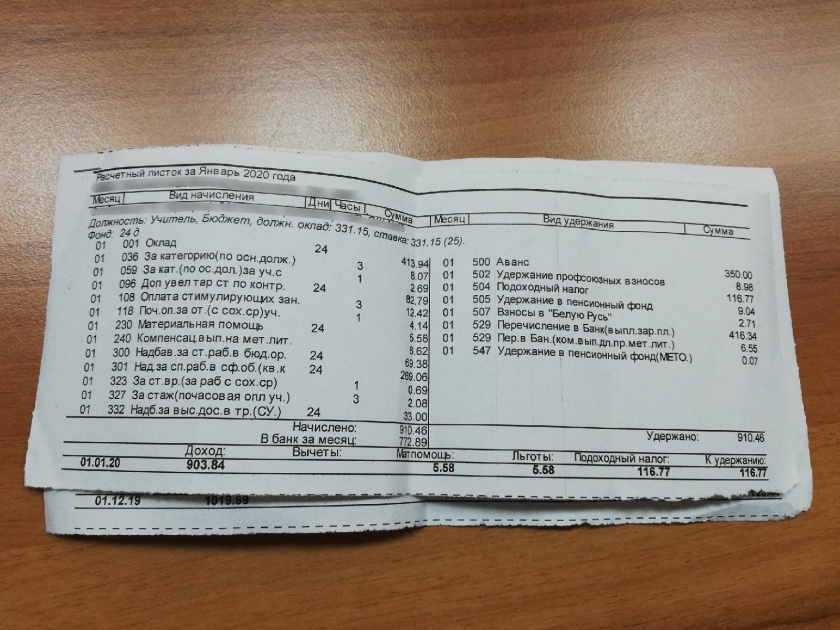 Расчетный листок за Январь 2020 года
Месяц Вид начисления Дни Часы Сумма Месяц Вид удержания Сумма
Должность: Учитель, Бюджет, должн. оклад: 331.15, ставка: 331.15 (25).
Фонд: 24 д
01 001 Оклад 24 413.94 01 500 Аванс 350.00
01 036 За категорию(по осн.долж.) 3 8.07 01 502 Удержание профсоюзных взносов 8.98
01 059 За кат.(по ос.дол.)за уч.с 1 2.69 01 504 Подоходный налог 116.77
01 096 Доп увел тар ст по контр. 24 82.79 01 505 Удержание в пенсионный фонд 9.04
01 108 Оплата стимулирующих зан. 3 12.42 01 507 Взносы в "Белую Русь" 2.71
01 118 Поч.оп.за от.(с сох.ср)уч. 1 4.14 01 529 Перечисление в Банк(выпл.зар.пл.) 416.34
01 230 Материальная помощь 24 5.58 01 529 Пер.в Бан.(ком.вып.дл.пр.мет.лит.) 6.55
01 240 Компенсац.вып.на мет.лит. 6.62 01 547 Удержание в пенсионный фонд(МЕТО.) 0.07
01 300 Надбав.за ст.раб.в бюд.ор. 24 69.38
01 301 Над.за сп.раб.в сф.об.(кв.к 24 269.06
01 323 За ст.вр.(за раб с сох.ср) 1 0.69
01 327 За стаж(почасовая опл уч.) 3 2.08
01 332 Надб.за выс.дос.в тр.(СУ.) 24 33.00
Начислено: 910.46 Удержано: 910.46
В банк за месяц: 772.89
Доход: Вычеты: Матпомощь: Льготы: Подоходный налог: К удержанию:
01.01.20 903.84 5.58 5.58 116.77 116.77
01.12.19 1019.99